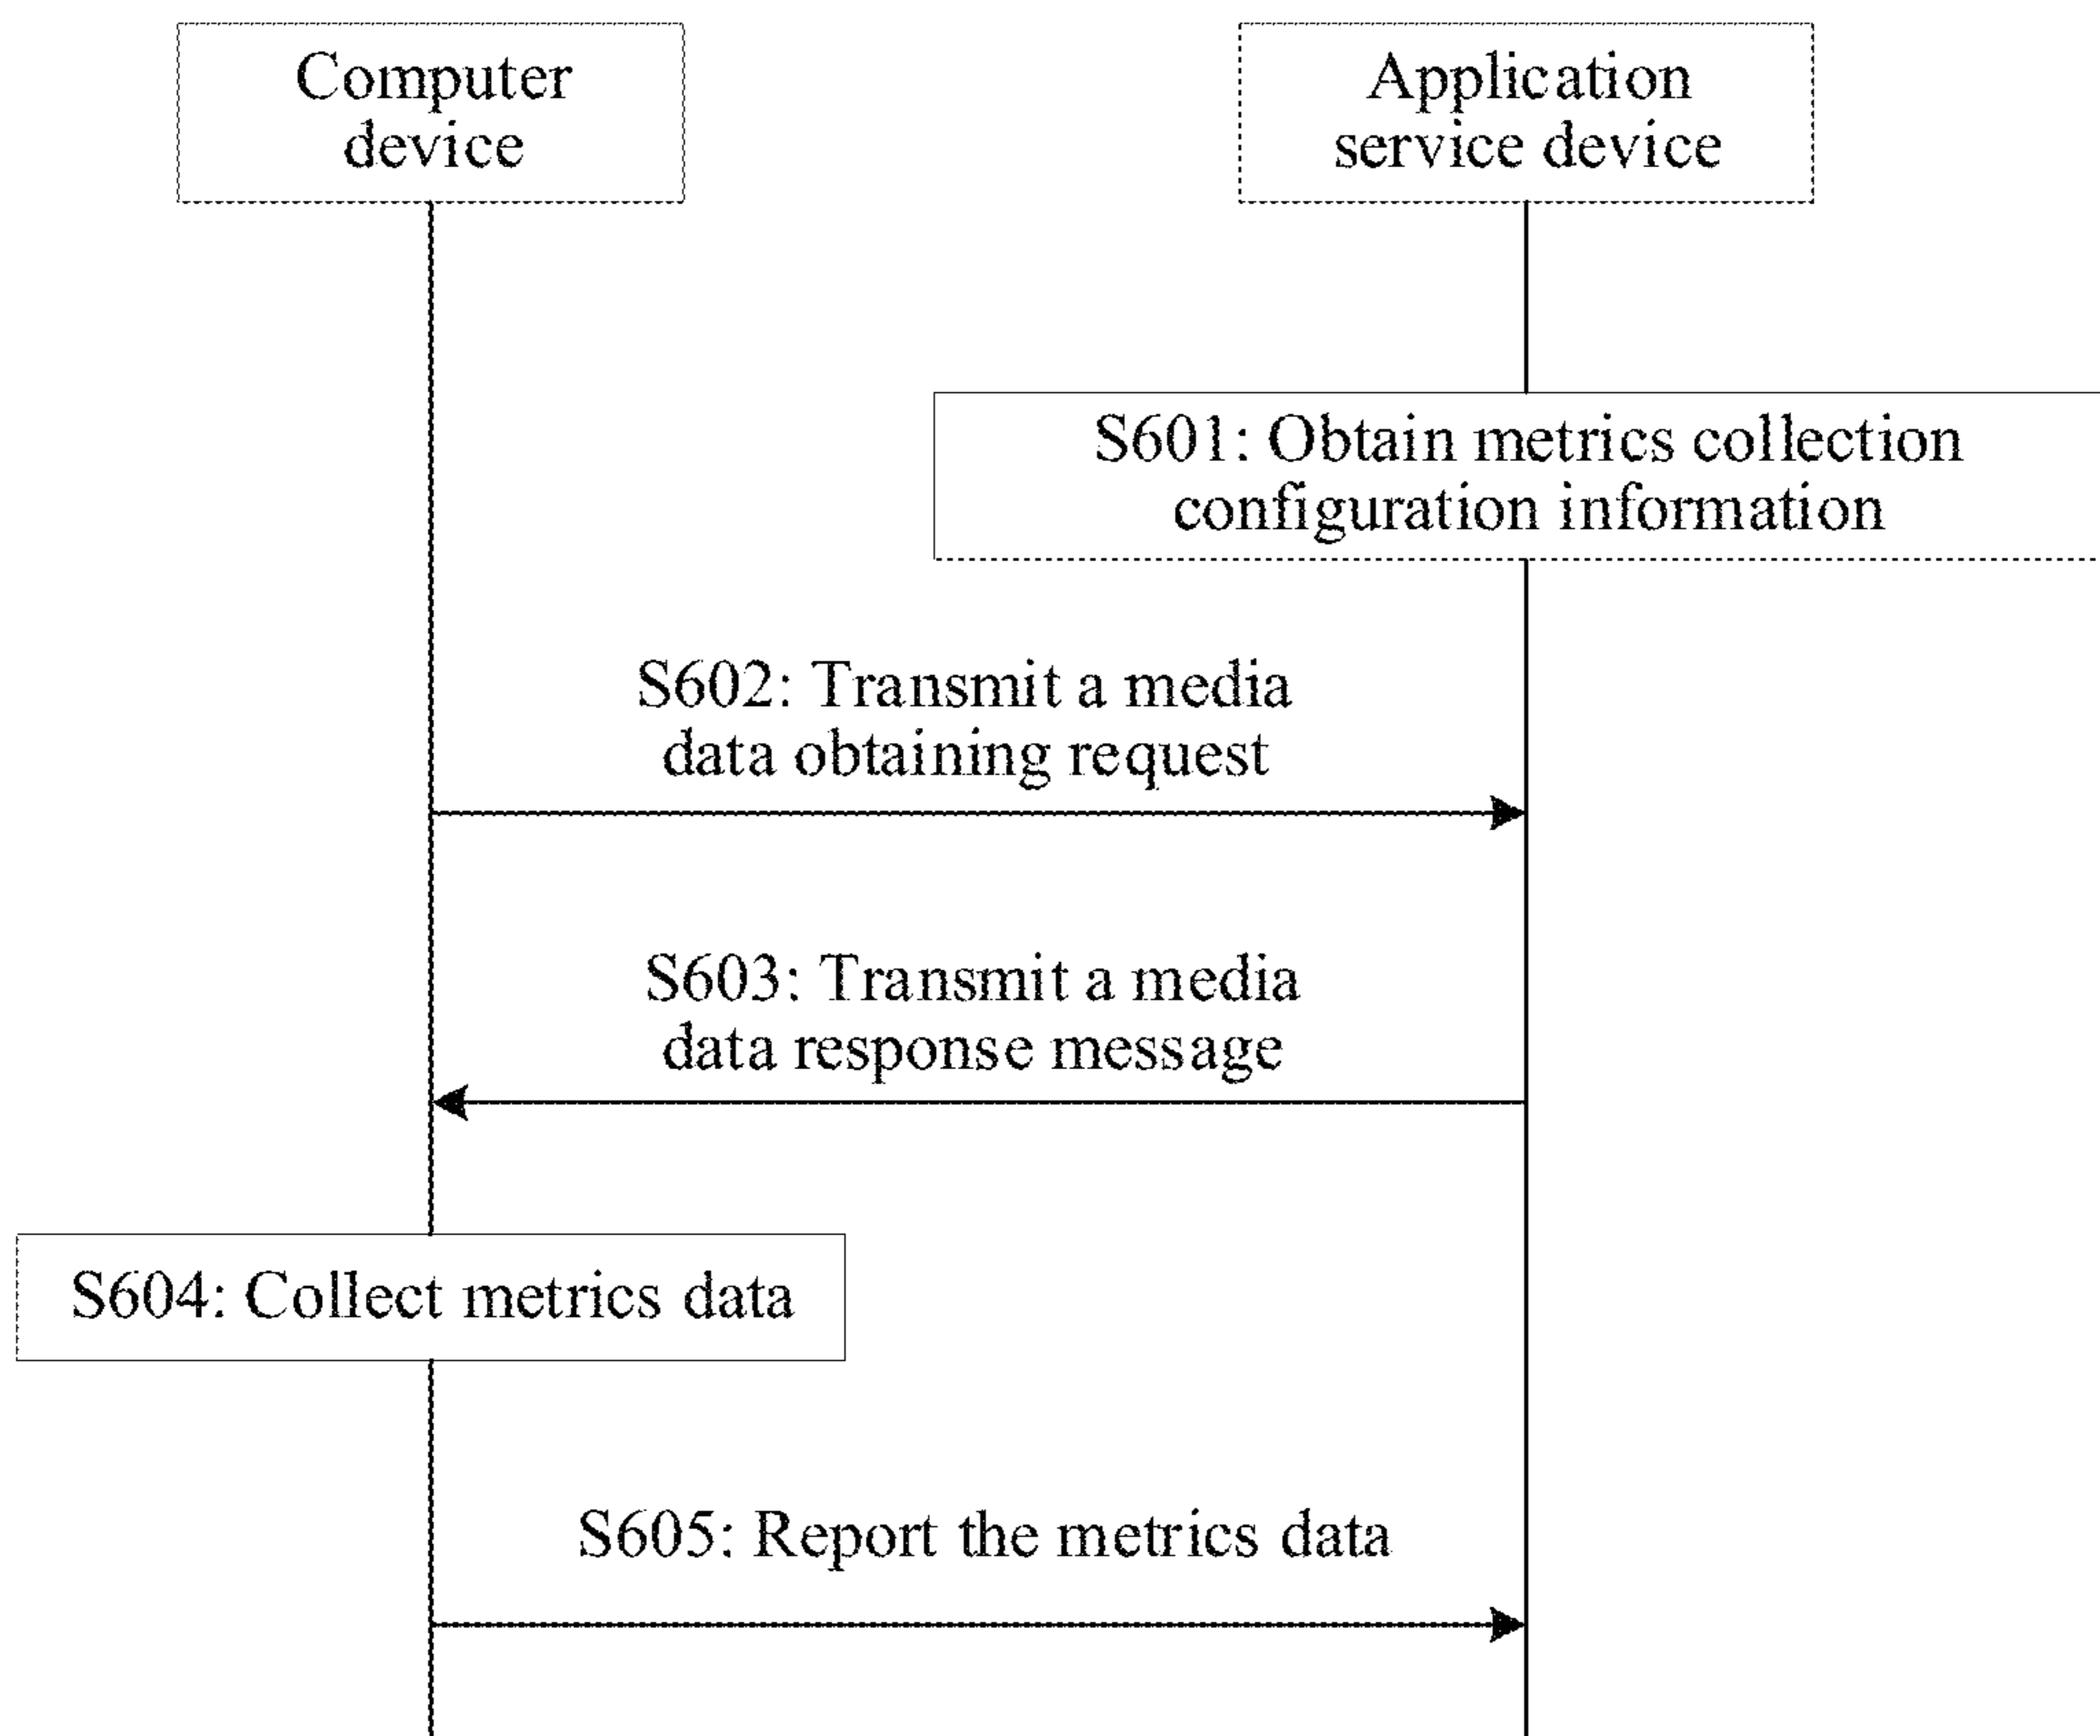 Computer
device
Application
service device
S601: Obtain metrics collection
configuration information
S602: Transmit a media
data obtaining request
S603: Transmit a media
data response message
S604: Collect metrics data
S605: Report the metrics data